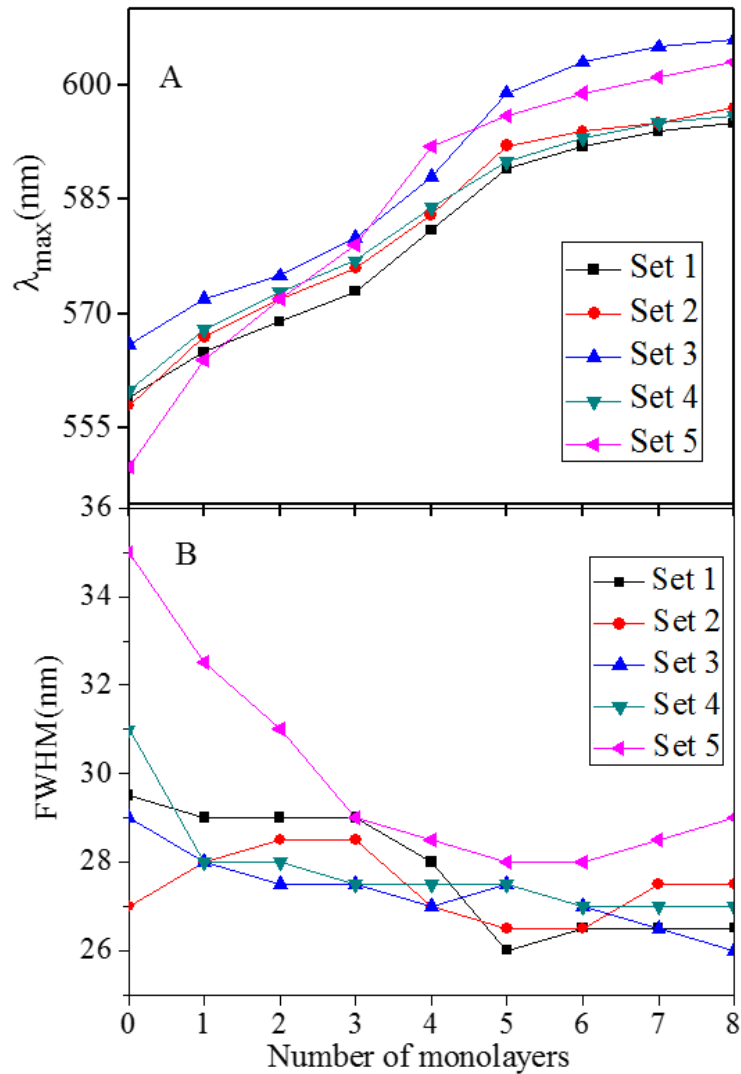 A
600
585
570
555
λmax(nm)
Set 1
Set 2
Set 3
Set 4
Set 5
B
36
34
32
30
28
26
FWHM(nm)
Set 1
Set 2
Set 3
Set 4
Set 5
0 1 2 3 4 5 6 7 8
Number of monolayers